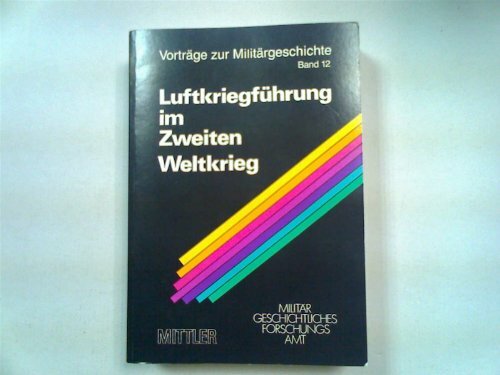 Vorträge zur Militärgeschichte
Band 12
Luftkriegführung
im
Zweiten
Weltkrieg
MITTLER
MILITÄR
GESCHICHTLICHES
FORSCHUNGS
AMT